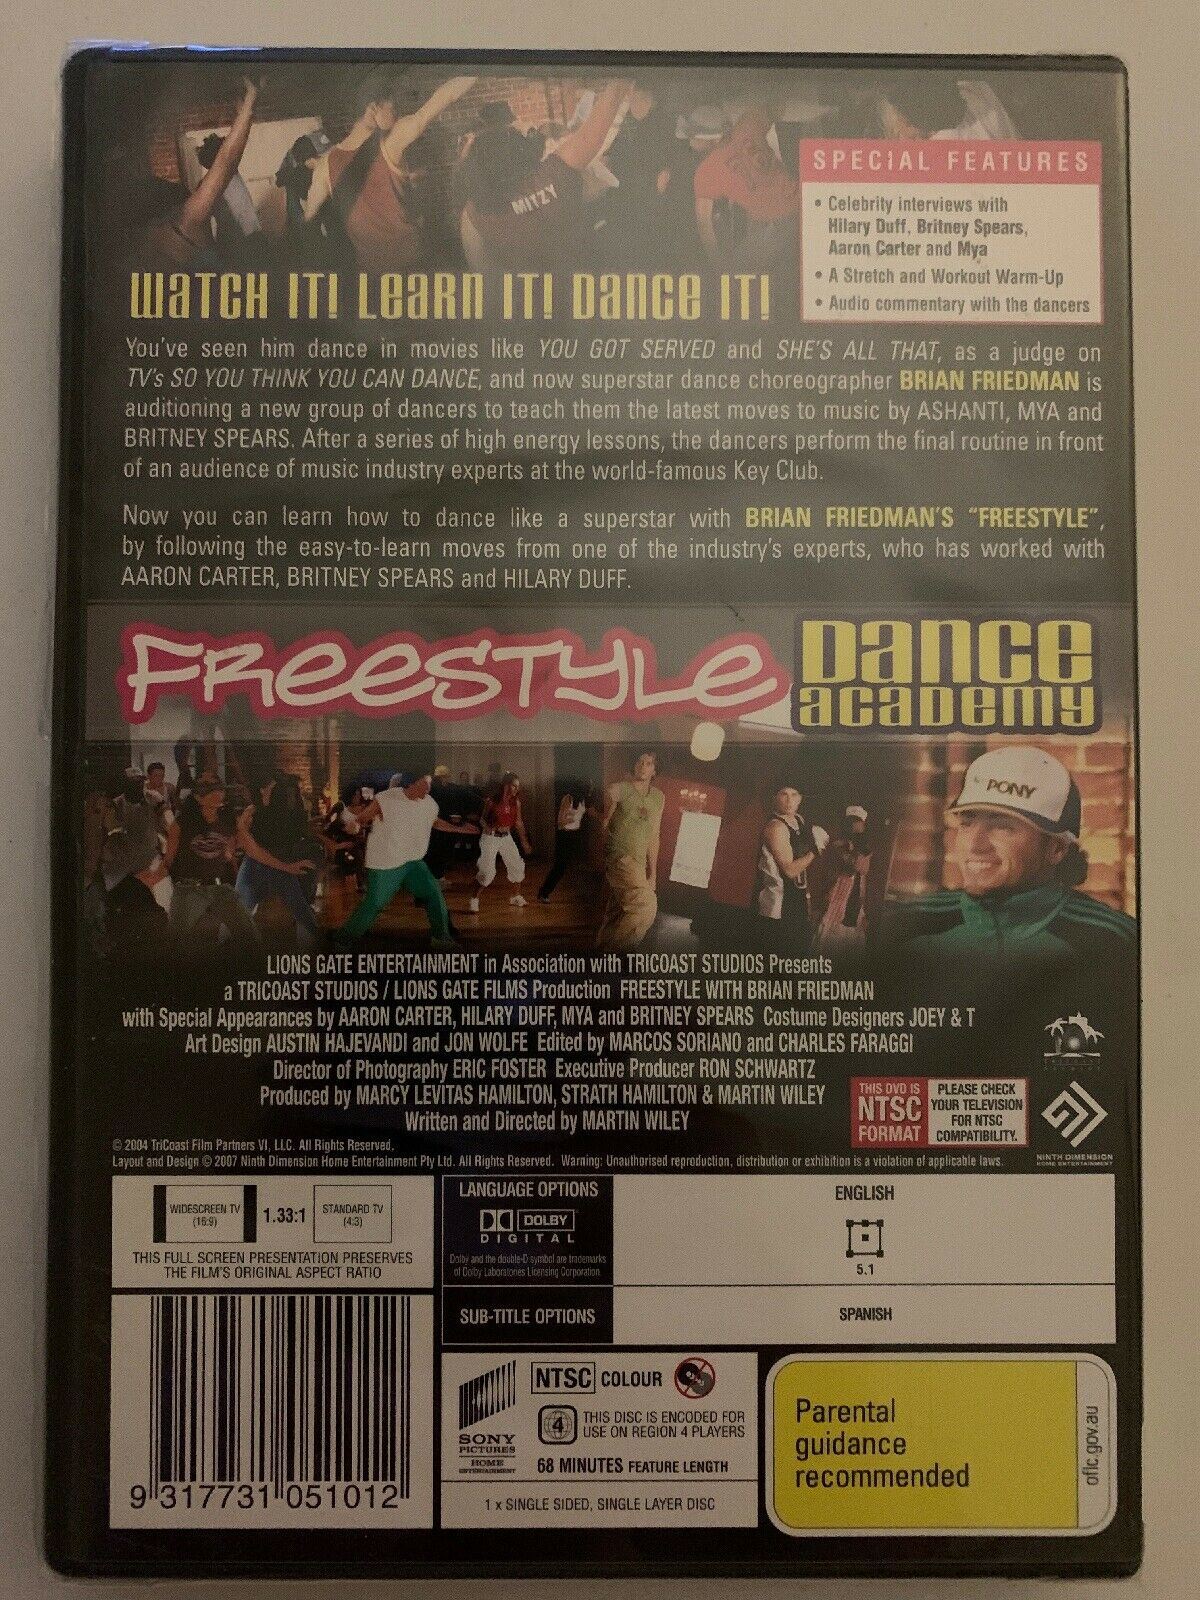 MITZY
SPECIAL FEATURES
• Celebrity interviews with
Hilary Duff, Britney Spears,
Aaron Carter and Mya
• A Stretch and Workout Warm-Up
• Audio commentary with the dancers
WATCH IT! LEARN IT! DANCE IT!
You've seen him dance in movies like YOU GOT SERVED and SHE'S ALL THAT, as a judge on
TV's SO YOU THINK YOU CAN DANCE, and now superstar dance choreographer BRIAN FRIEDMAN is
auditioning a new group of dancers to teach them the latest moves to music by ASHANTI, MYA and
BRITNEY SPEARS. After a series of high energy lessons, the dancers perform the final routine in front
of an audience of music industry experts at the world-famous Key Club.
Now you can learn how to dance like a superstar with BRIAN FRIEDMAN'S "FREESTYLE",
by following the easy-to-learn moves from one of the industry's experts, who has worked with
AARON CARTER, BRITNEY SPEARS and HILARY DUFF.
FREESTYLE DANCE
ACADEMY
PONY
LIONS GATE ENTERTAINMENT in Association with TRICOAST STUDIOS Presents
a TRICOAST STUDIOS / LIONS GATE FILMS Production FREESTYLE WITH BRIAN FRIEDMAN
with Special Appearances by AARON CARTER, HILARY DUFF, MYA and BRITNEY SPEARS Costume Designers JOEY & T
Art Design AUSTIN HAJEVANDI and JON WOLFE Edited by MARCOS SORIANO and CHARLES FARAGGI
Director of Photography ERIC FOSTER Executive Producer RON SCHWARTZ
Produced by MARCY LEVITAS HAMILTON, STRATH HAMILTON & MARTIN WILEY
Written and Directed by MARTIN WILEY
THIS DVD IS
NTSC
FORMAT
PLEASE CHECK
YOUR TELEVISION
FOR NTSC
COMPATIBILITY.
© 2004 TriCoast Film Partners VI, LLC. All Rights Reserved.
Layout and Design © 2007 Ninth Dimension Home Entertainment Pty Ltd. All Rights Reserved. Warning: Unauthorised reproduction, distribution or exhibition is a violation of applicable laws.
NINTH DIMENSION
HOME ENTERTAINMENT
WIDESCREEN TV
(16:9)
1.33:1
STANDARD TV
(4:3)
THIS FULL SCREEN PRESENTATION PRESERVES
THE FILM'S ORIGINAL ASPECT RATIO
LANGUAGE OPTIONS
DOLBY
DIGITAL
Dolby and the double-D symbol are trademarks
of Dolby Laboratories Licensing Corporation.
ENGLISH
5.1
SUB-TITLE OPTIONS
SPANISH
9 317731 051012
SONY
PICTURES
HOME
ENTERTAINMENT
NTSC COLOUR
4
THIS DISC IS ENCODED FOR
USE ON REGION 4 PLAYERS
68 MINUTES FEATURE LENGTH
1 x SINGLE SIDED, SINGLE LAYER DISC
Parental
guidance
recommended
oflc.gov.au